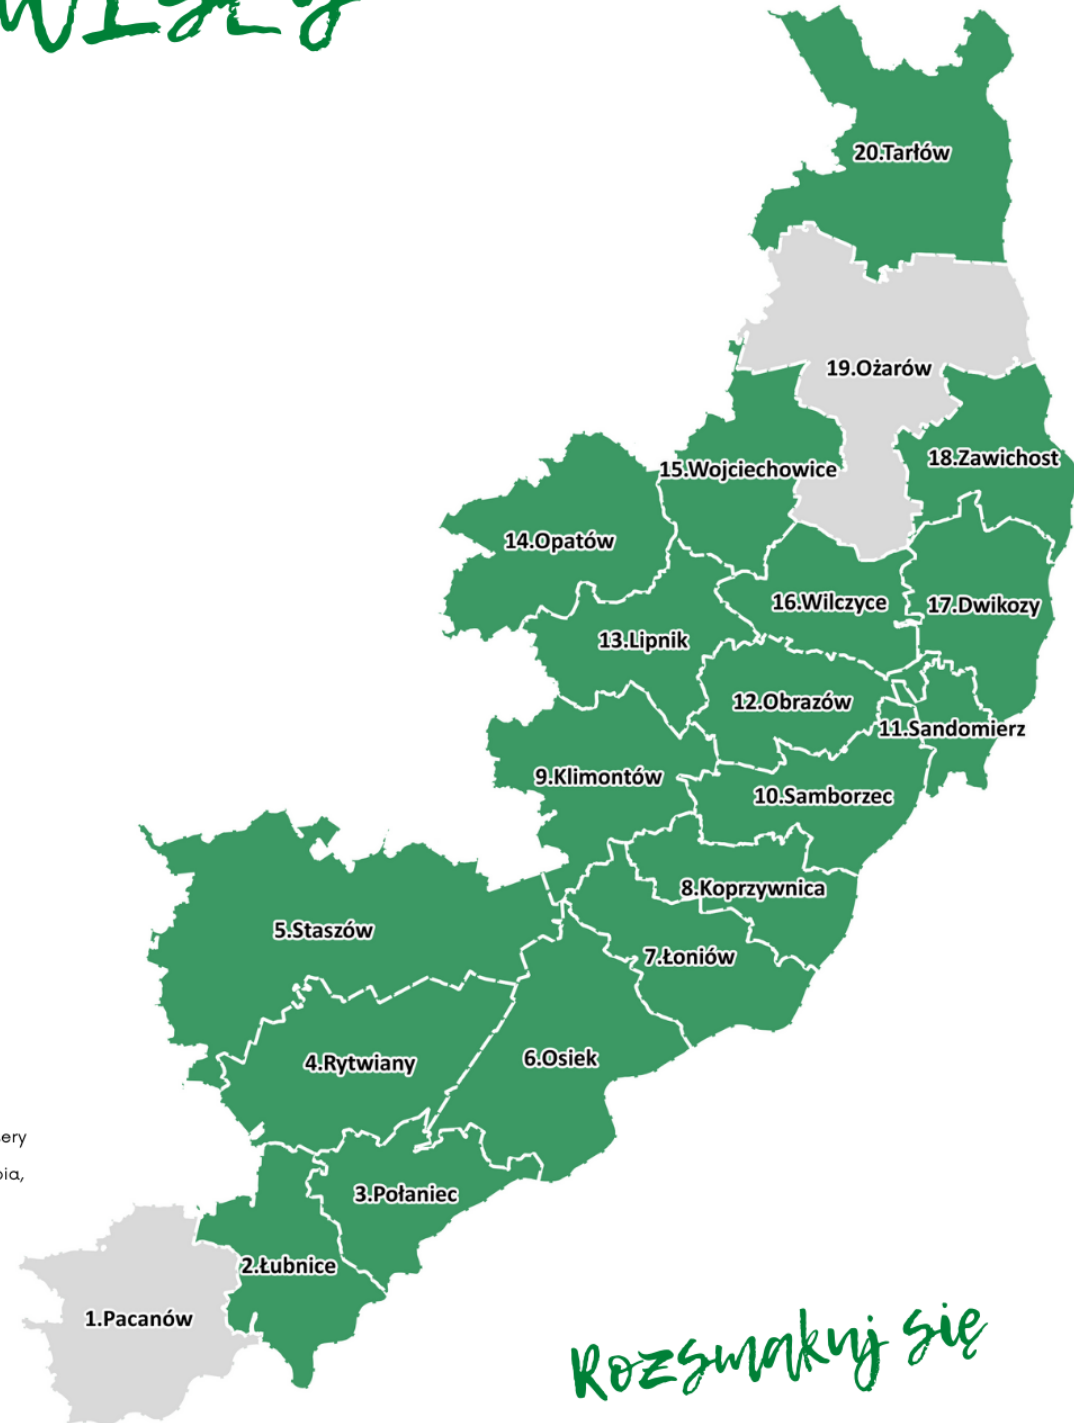 20.Tarłów
19.Ożarów
18.Zawichost
15.Wojciechowice
14.Opatów
16.Wilczyce
17.Dwikozy
13.Lipnik
12.Obrazów
11.Sandomierz
9.Klimontów
10.Samborzec
8.Koprzywnica
5.Staszów
7.Łoniów
6.Osiek
4.Rytwiany
3.Połaniec
2.Łubnice
1.Pacanów
Rozsmakuj się